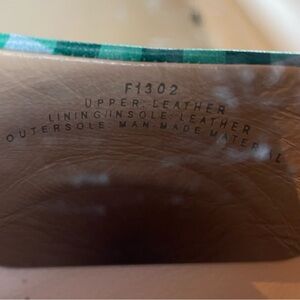 F1302
UPPER: LEATHER
LINING/INSOLE: LEATHER
OUTERSOLE: MAN-MADE MATERIAL